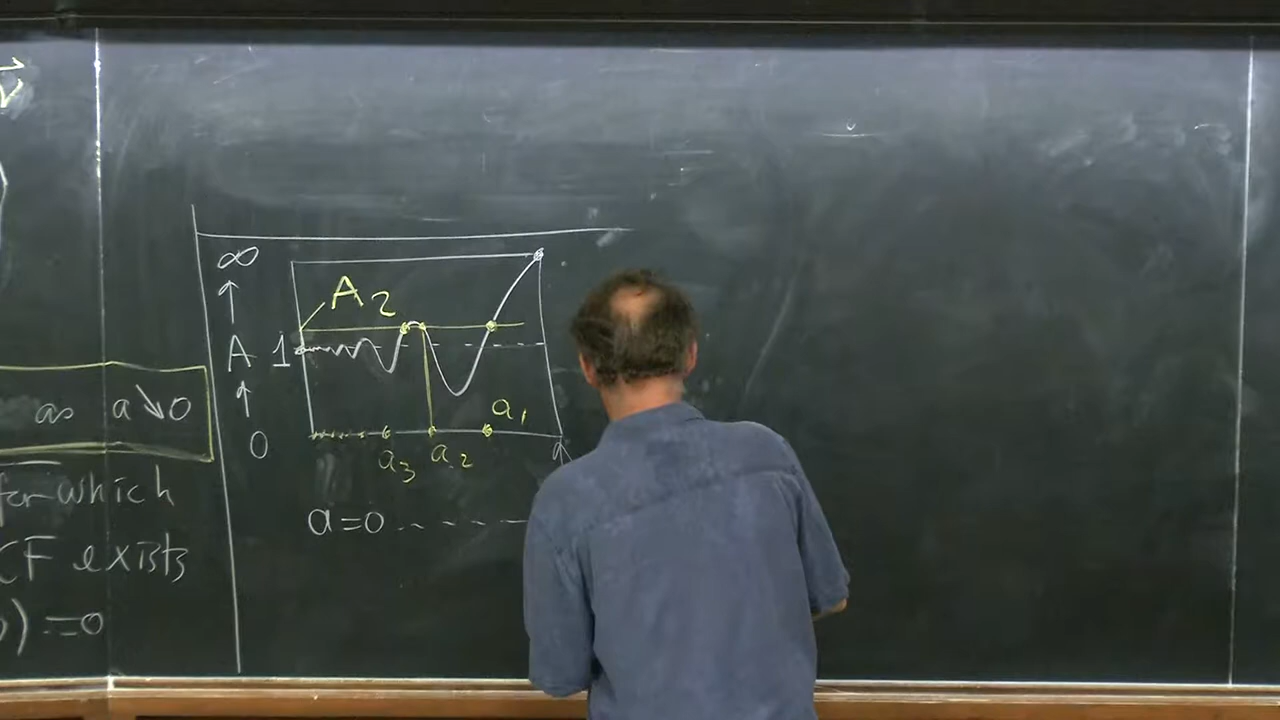 as a ↘ 0
for which
CF exists
) = 0
∞
↑
A
↑
0
A2
1
a1
a2
a3
a = 0 - - - -